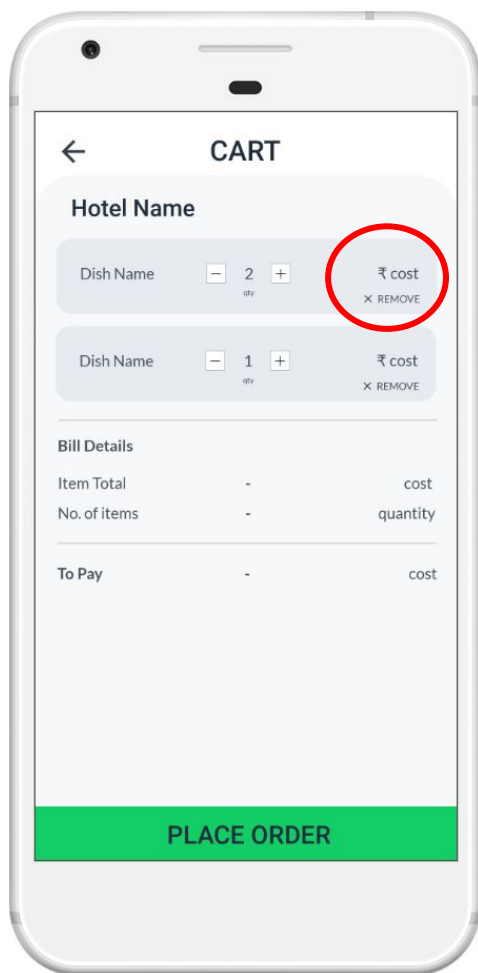 CART
Hotel Name
Dish Name − 2 + ₹ cost
qty × REMOVE
Dish Name − 1 + ₹ cost
qty × REMOVE
Bill Details
Item Total - cost
No. of items - quantity
To Pay - cost
PLACE ORDER